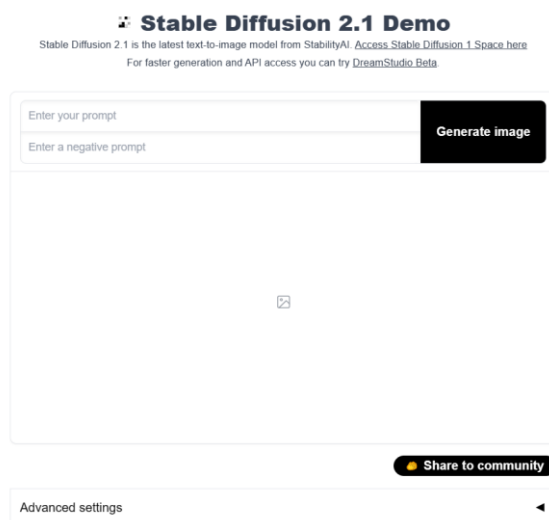 Stable Diffusion 2.1 Demo
Stable Diffusion 2.1 is the latest text-to-image model from StabilityAI. Access Stable Diffusion 1 Space here
For faster generation and API access you can try DreamStudio Beta.
Enter your prompt
Generate image
Enter a negative prompt
Share to community
Advanced settings